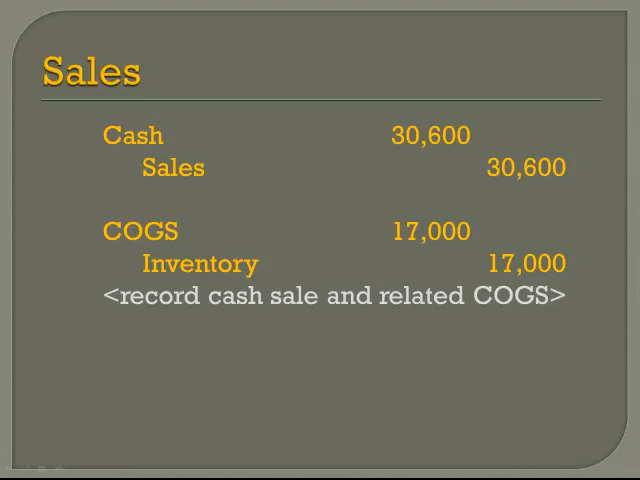 Sales
Cash 30,600
Sales 30,600
COGS 17,000
Inventory 17,000
<record cash sale and related COGS>